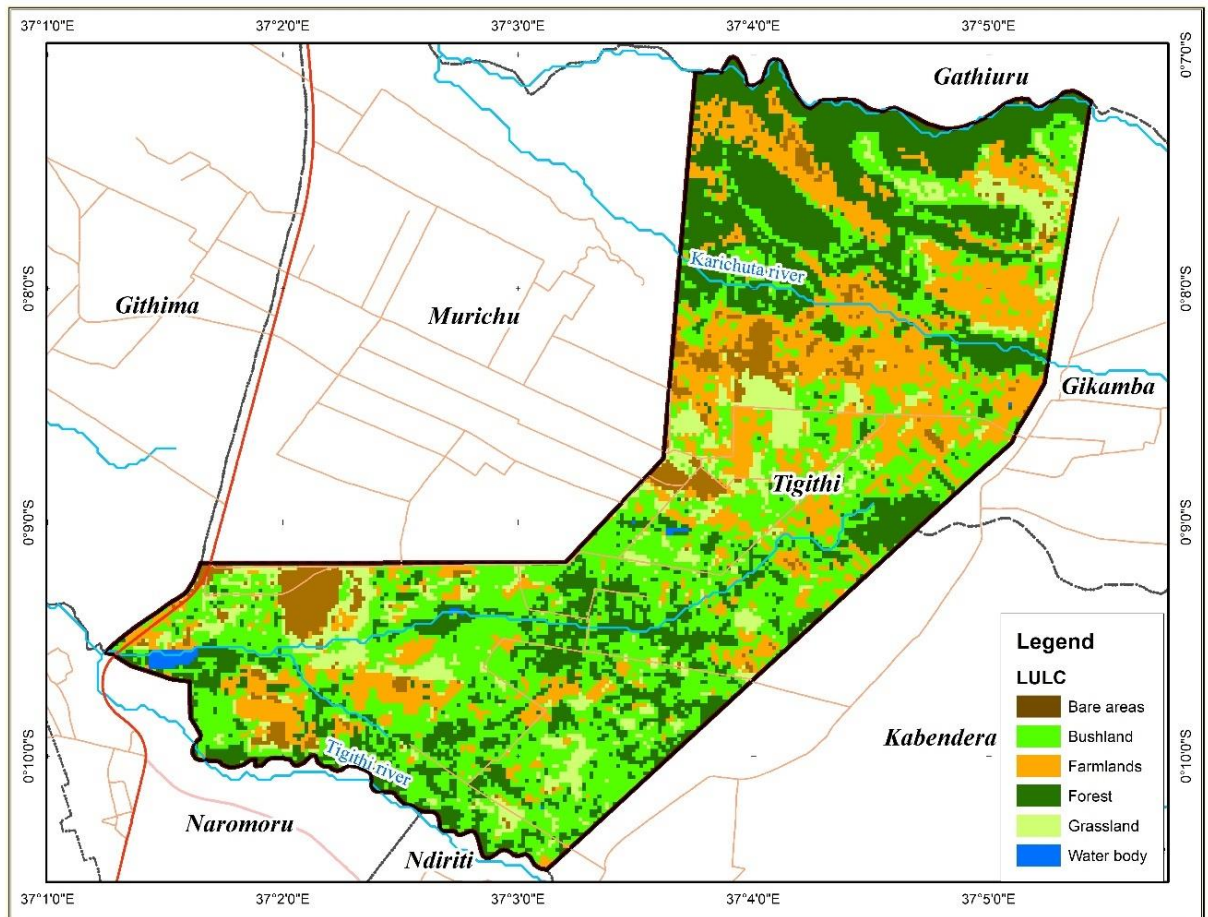 37°1'0"E 37°2'0"E 37°3'0"E 37°4'0"E 37°5'0"E
0°7'0"S
Gathiuru
Karichuta river
0°8'0"S
Githima
Murichu
0°8'0"S
Gikamba
Tigithi
0°9'0"S
0°9'0"S
Legend
LULC
Bare areas
Bushland
Farmlands
Forest
Grassland
Water body
Kabendera
0°10'0"S
0°10'0"S
Tigithi river
Naromoru
Ndiriti
37°1'0"E 37°2'0"E 37°3'0"E 37°4'0"E 37°5'0"E